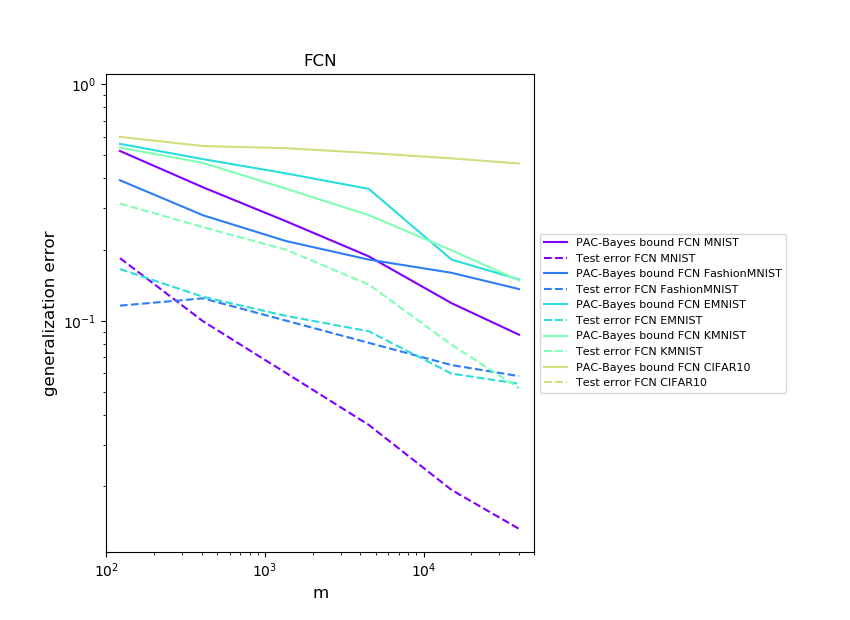 FCN
10⁰
10⁻¹
generalization error
10²
10³
10⁴
m
PAC-Bayes bound FCN MNIST
Test error FCN MNIST
PAC-Bayes bound FCN FashionMNIST
Test error FCN FashionMNIST
PAC-Bayes bound FCN EMNIST
Test error FCN EMNIST
PAC-Bayes bound FCN KMNIST
Test error FCN KMNIST
PAC-Bayes bound FCN CIFAR10
Test error FCN CIFAR10